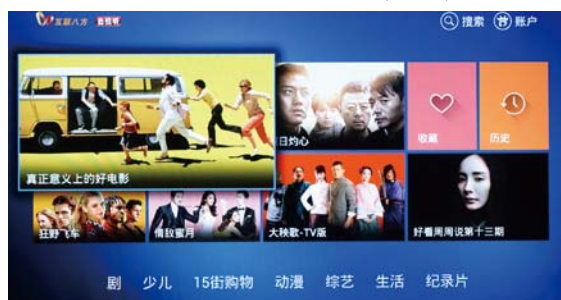 互联八方
搜索
账户
真正意义上的好电影
日灼心
收藏
历史
狂野飞车
情敌蜜月
大秧歌-TV版
好看周周说第十三期
剧
少儿
15街购物
动漫
综艺
生活
纪录片